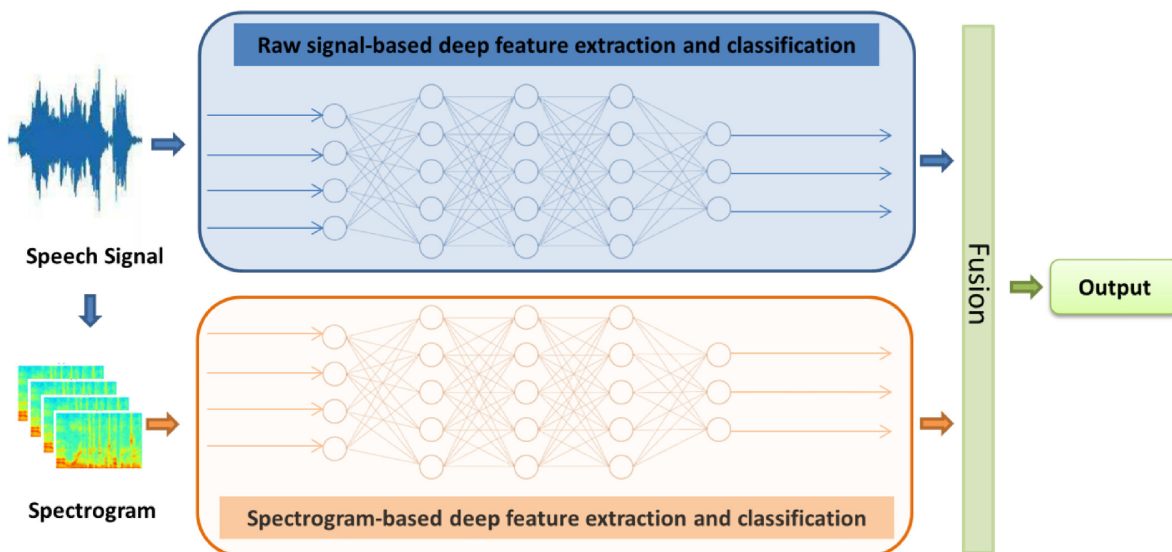 Raw signal-based deep feature extraction and classification
Speech Signal
Fusion
Output
Spectrogram
Spectrogram-based deep feature extraction and classification